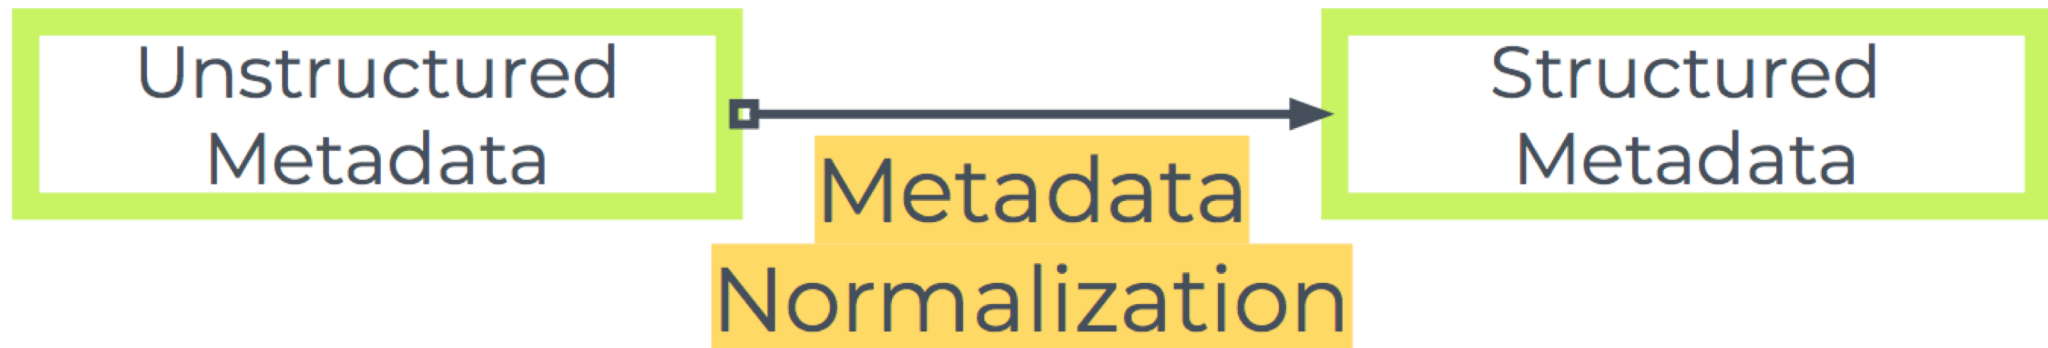 Unstructured
Metadata
Metadata
Normalization
Structured
Metadata